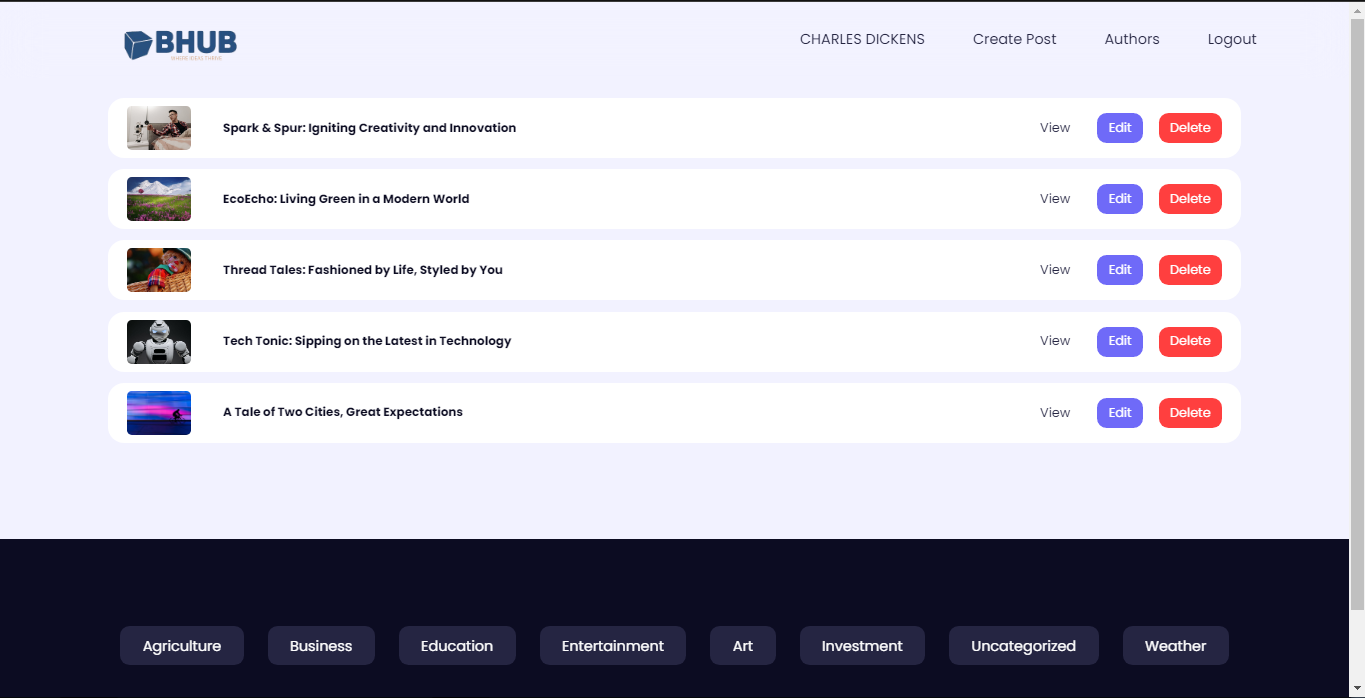 BHUB
WHERE IDEAS THRIVE
CHARLES DICKENS Create Post Authors Logout
Spark & Spur: Igniting Creativity and Innovation View Edit Delete
EcoEcho: Living Green in a Modern World View Edit Delete
Thread Tales: Fashioned by Life, Styled by You View Edit Delete
Tech Tonic: Sipping on the Latest in Technology View Edit Delete
A Tale of Two Cities, Great Expectations View Edit Delete
Agriculture Business Education Entertainment Art Investment Uncategorized Weather